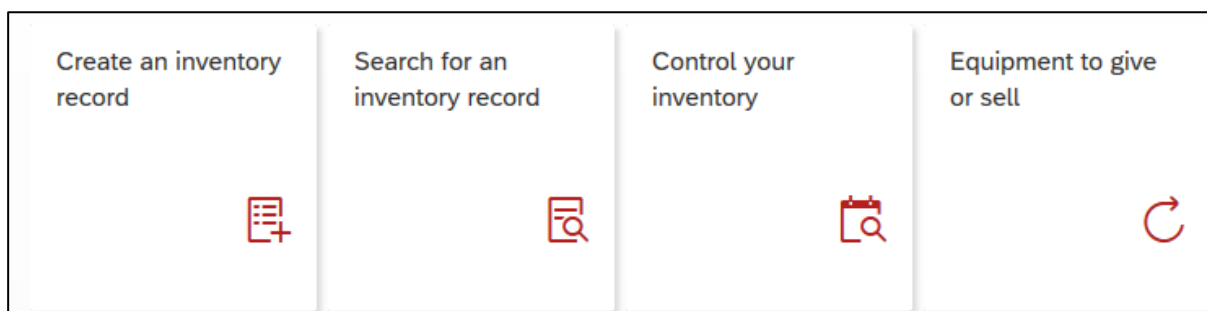 Create an inventory
record
Search for an
inventory record
Control your
inventory
Equipment to give
or sell